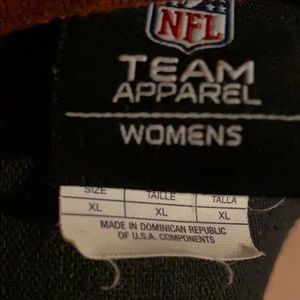 NFL
TEAM
APPAREL
WOMENS
SIZE TAILLE TALLA
XL XL XL
MADE IN DOMINICAN REPUBLIC
OF U.S.A. COMPONENTS